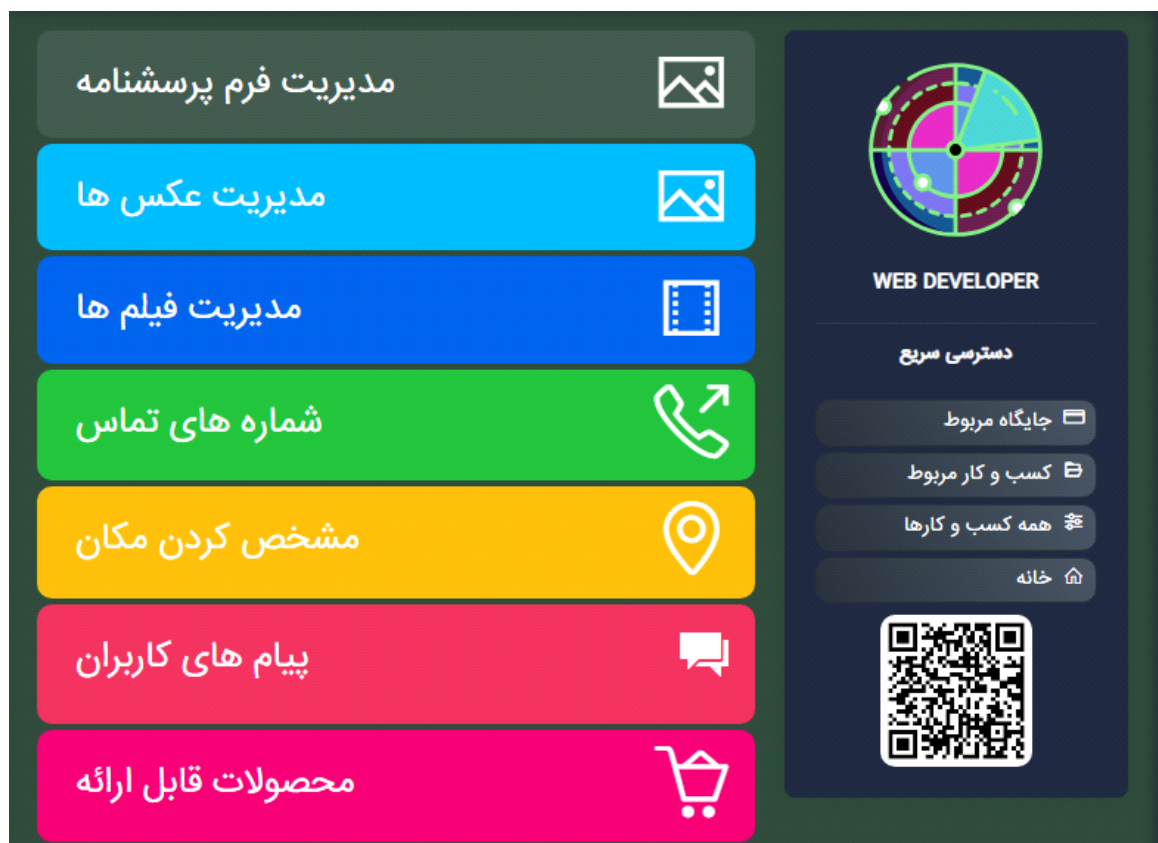 مدیریت فرم پرسشنامه
مدیریت عکس ها
مدیریت فیلم ها
شماره های تماس
مشخص کردن مکان
پیام های کاربران
محصولات قابل ارائه
WEB DEVELOPER
دسترسی سریع
جایگاه مربوط
کسب و کار مربوط
همه کسب و کارها
خانه